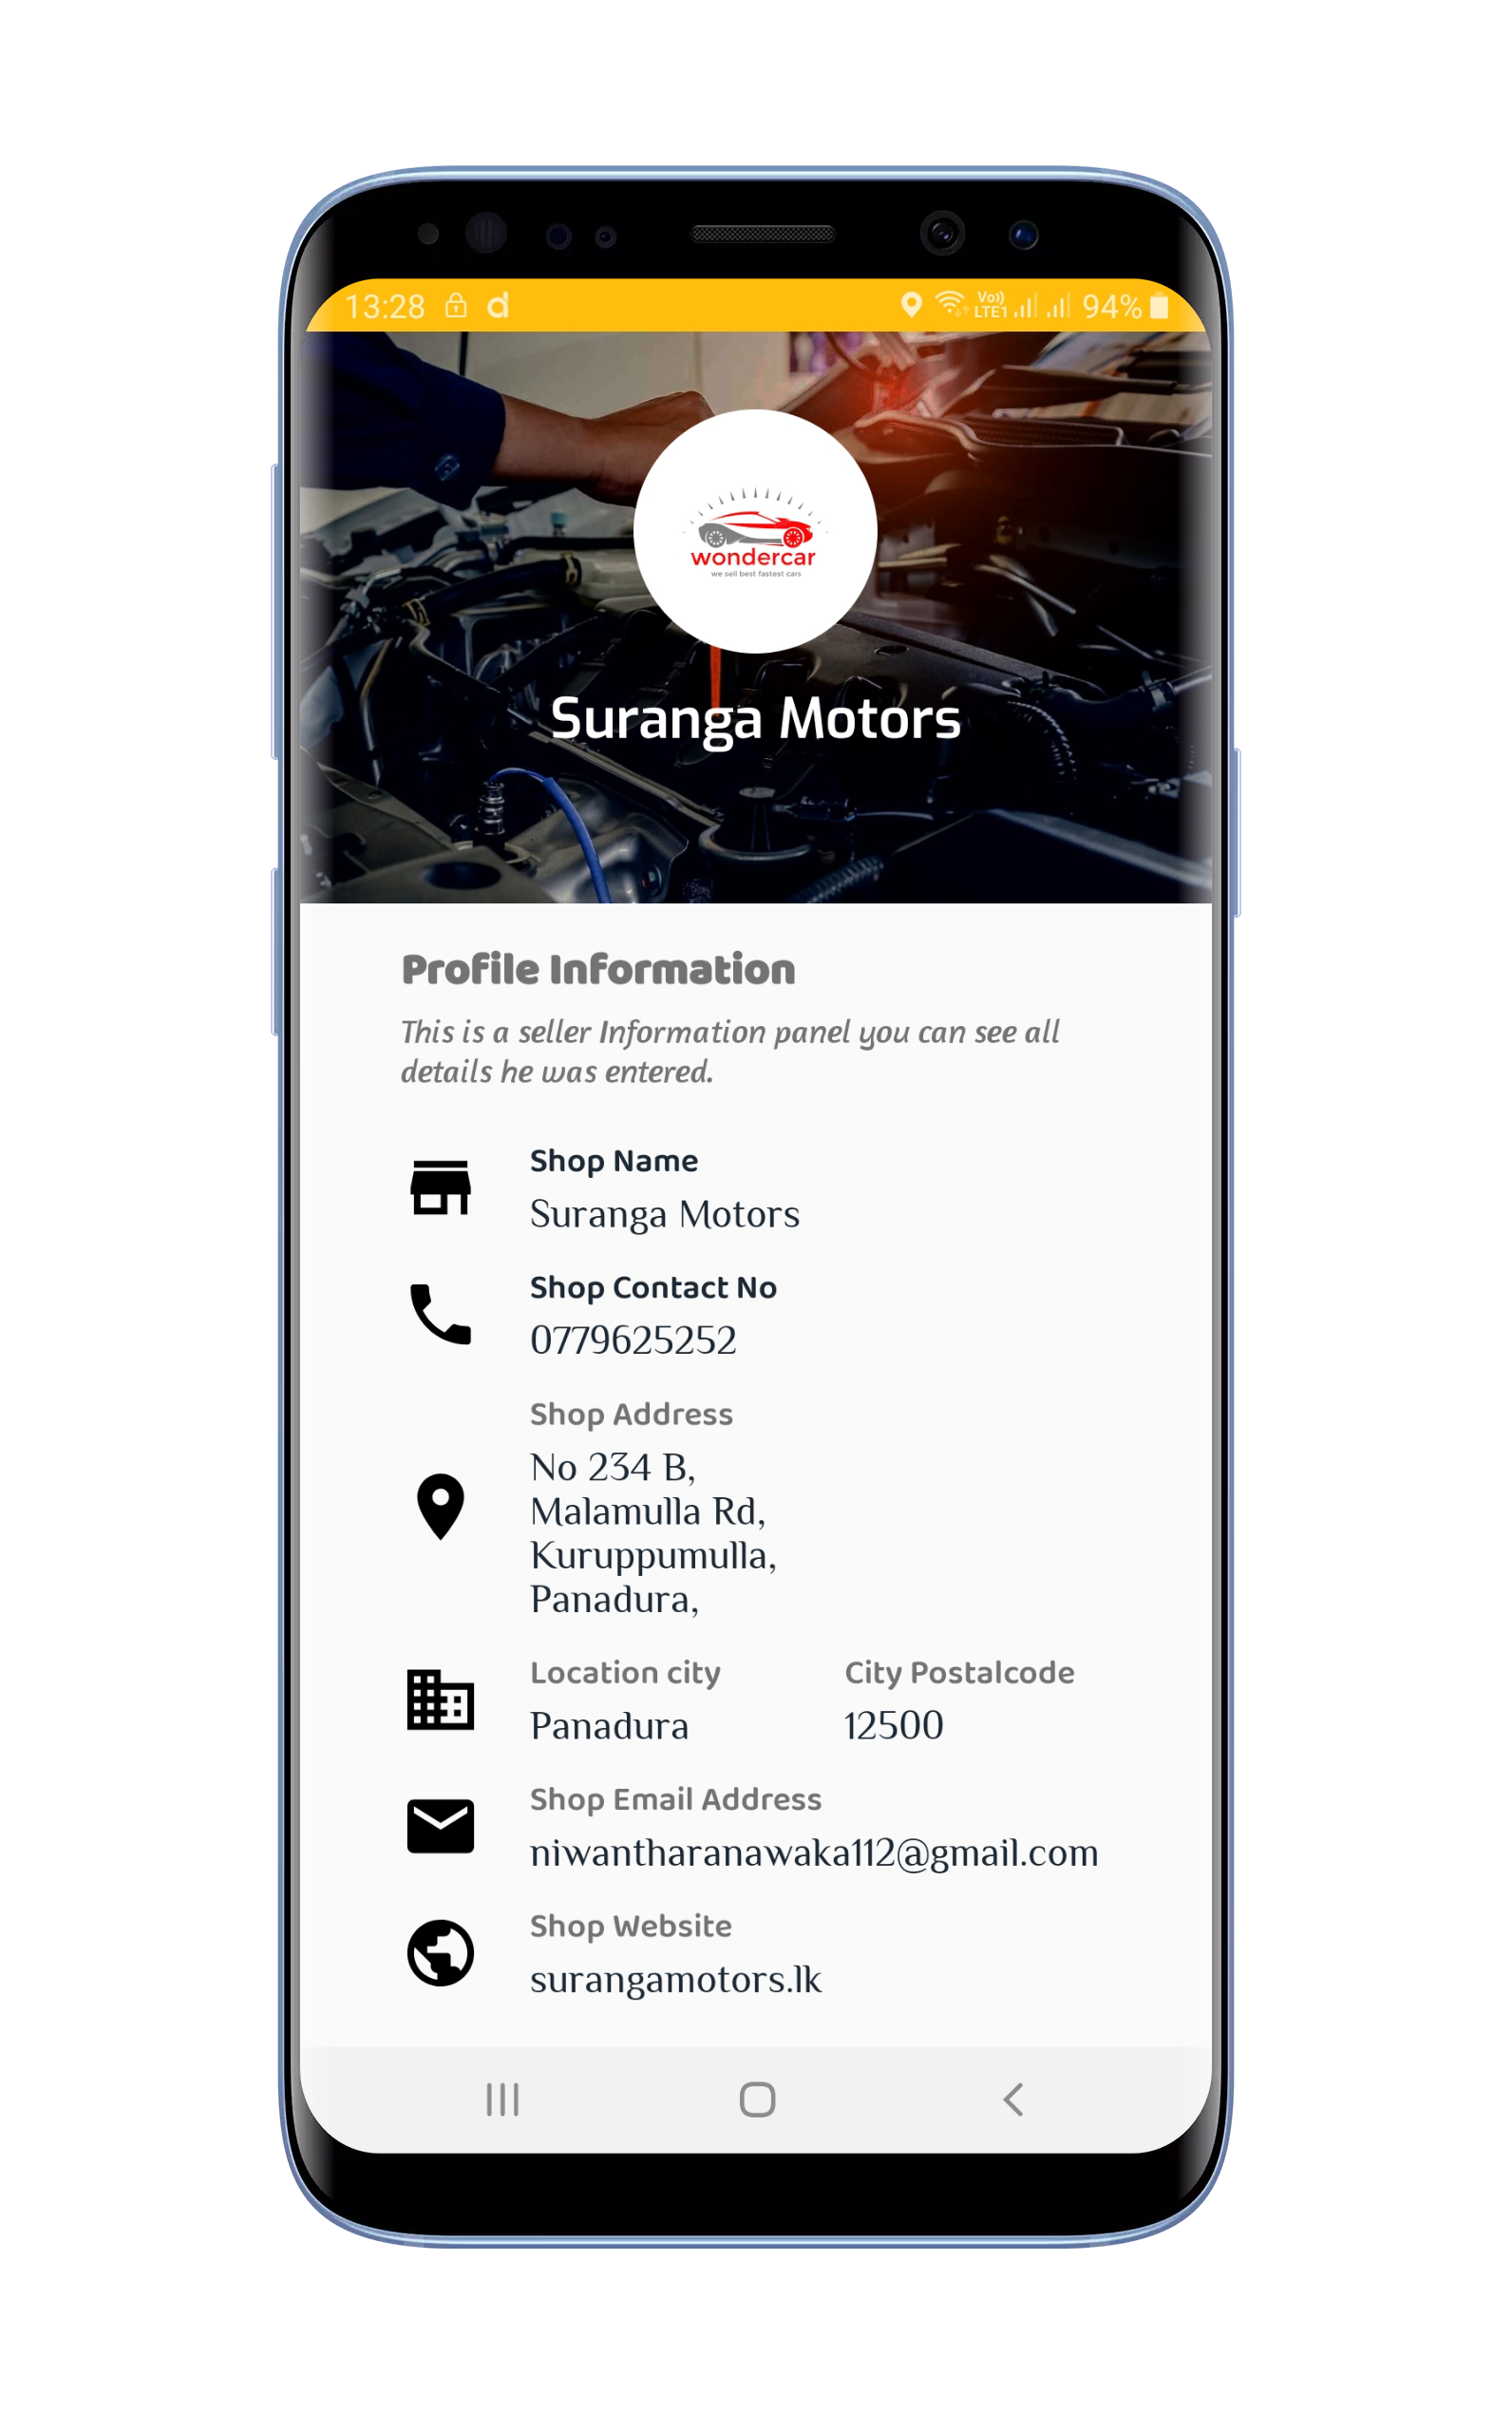 13:28 Vo)) LTE1 94%
wondercar
we sell best fastest cars
Suranga Motors
Profile Information
This is a seller Information panel you can see all
details he was entered.
Shop Name
Suranga Motors
Shop Contact No
0779625252
Shop Address
No 234 B,
Malamulla Rd,
Kuruppumulla,
Panadura,
Location city City Postalcode
Panadura 12500
Shop Email Address
niwantharanawaka112@gmail.com
Shop Website
surangamotors.lk